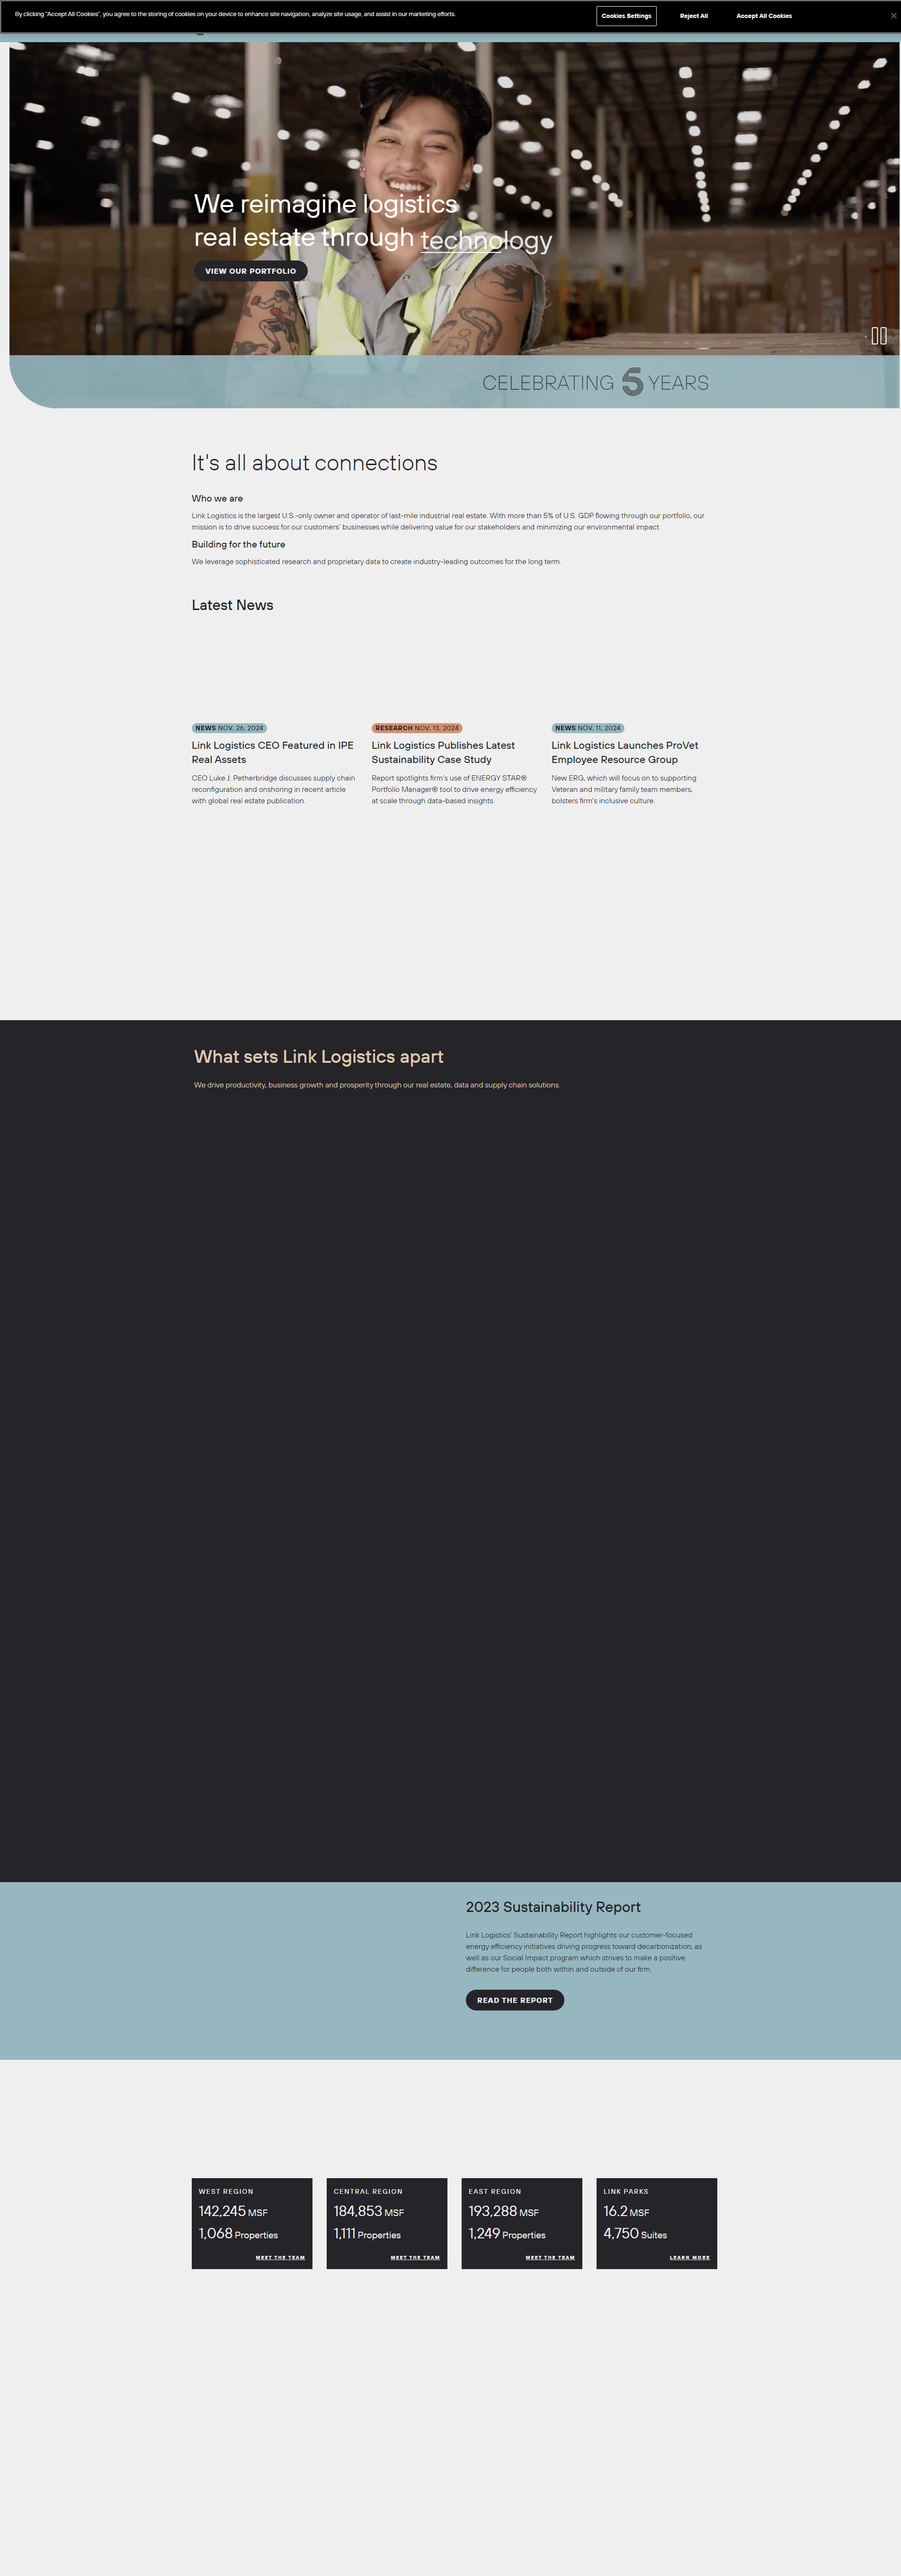 By clicking "Accept All Cookies", you agree to the storing of cookies on your device to enhance site navigation, analyze site usage, and assist in our marketing efforts.
Cookies Settings
Reject All
Accept All Cookies
We reimagine logistics
real estate through technology
VIEW OUR PORTFOLIO
CELEBRATING 5 YEARS
It's all about connections
Who we are
Link Logistics is the largest U.S.-only owner and operator of last-mile industrial real estate. With more than 5% of U.S. GDP flowing through our portfolio, our
mission is to drive success for our customers' businesses while delivering value for our stakeholders and minimizing our environmental impact.
Building for the future
We leverage sophisticated research and proprietary data to create industry-leading outcomes for the long term.
Latest News
NEWS NOV. 26, 2024
Link Logistics CEO Featured in IPE
Real Assets
CEO Luke J. Petherbridge discusses supply chain
reconfiguration and onshoring in recent article
with global real estate publication.
RESEARCH NOV. 13, 2024
Link Logistics Publishes Latest
Sustainability Case Study
Report spotlights firm's use of ENERGY STAR®
Portfolio Manager® tool to drive energy efficiency
at scale through data-based insights.
NEWS NOV. 11, 2024
Link Logistics Launches ProVet
Employee Resource Group
New ERG, which will focus on to supporting
Veteran and military family team members,
bolsters firm's inclusive culture.
What sets Link Logistics apart
We drive productivity, business growth and prosperity through our real estate, data and supply chain solutions.
2023 Sustainability Report
Link Logistics' Sustainability Report highlights our customer-focused
energy efficiency initiatives driving progress toward decarbonization, as
well as our Social Impact program which strives to make a positive
difference for people both within and outside of our firm.
READ THE REPORT
WEST REGION
142,245 MSF
1,068 Properties
MEET THE TEAM
CENTRAL REGION
184,853 MSF
1,111 Properties
MEET THE TEAM
EAST REGION
193,288 MSF
1,249 Properties
MEET THE TEAM
LINK PARKS
16.2 MSF
4,750 Suites
LEARN MORE